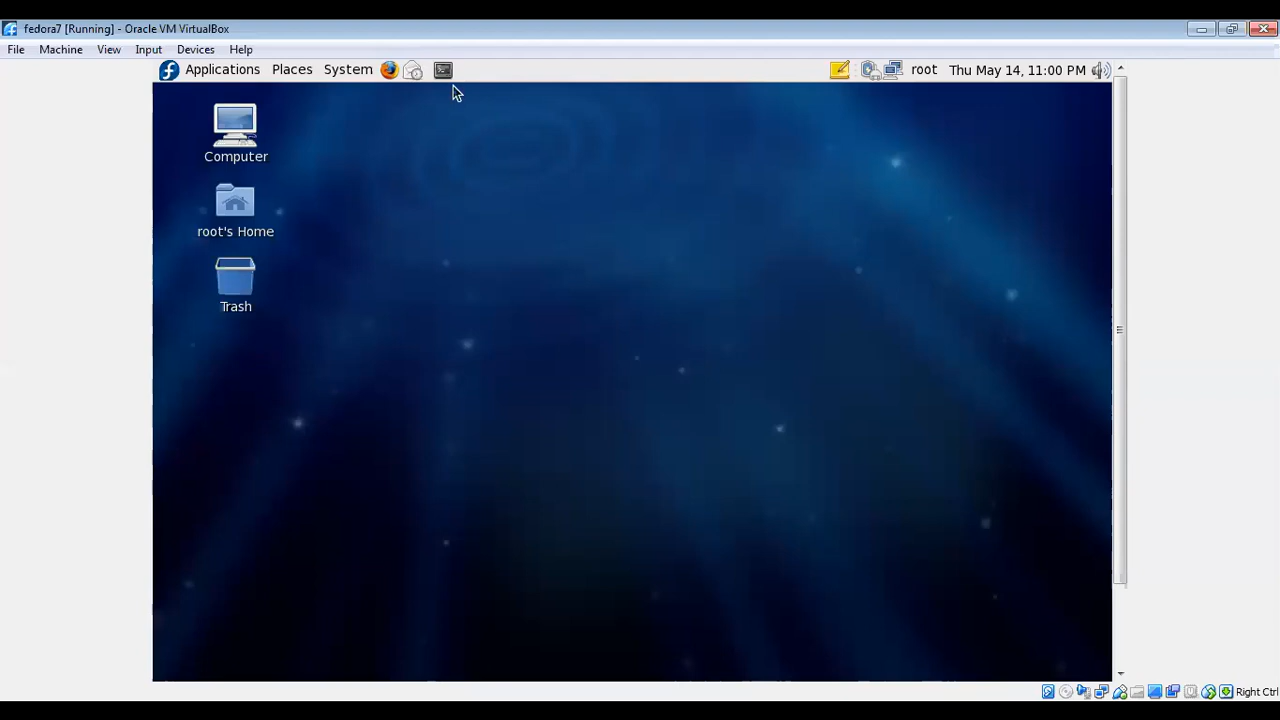 fedora7 [Running] - Oracle VM VirtualBox
File Machine View Input Devices Help
Applications Places System root Thu May 14, 11:00 PM
Computer
root's Home
Trash
Right Ctrl